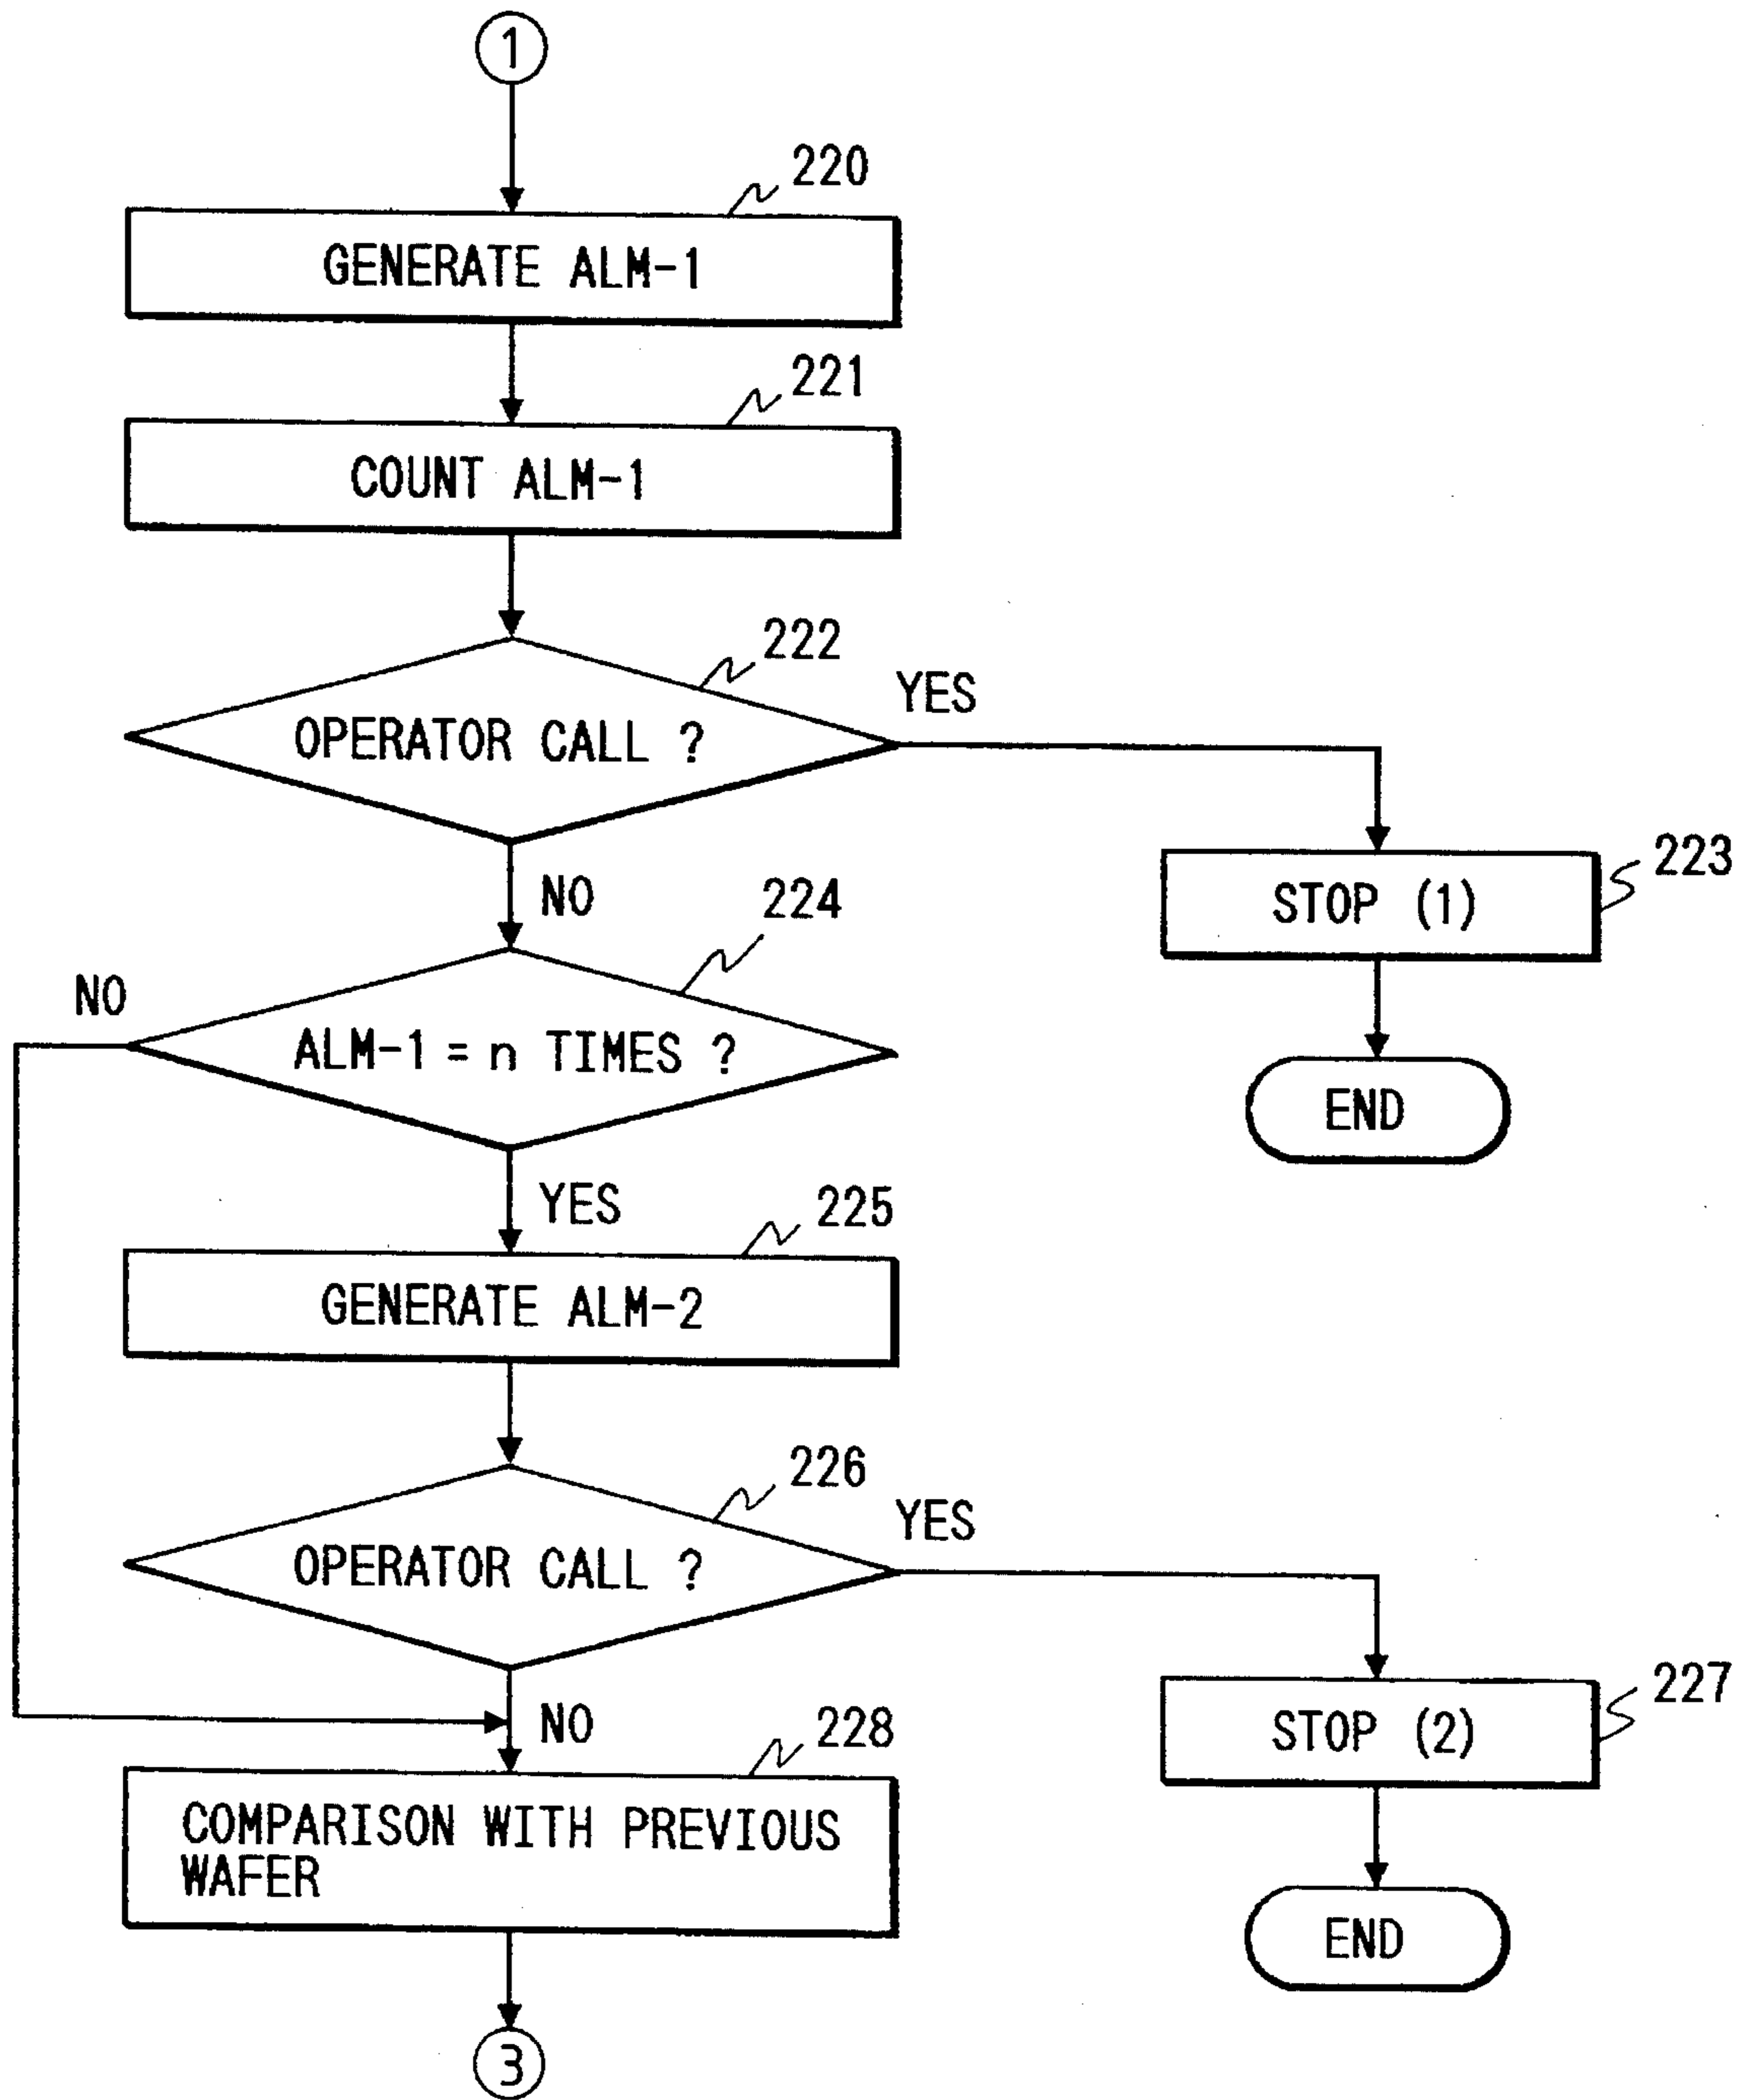 1
220
GENERATE ALM-1
221
COUNT ALM-1
222
OPERATOR CALL ?
YES
NO
223
STOP (1)
224
NO
ALM-1 = n TIMES ?
END
YES
225
GENERATE ALM-2
226
OPERATOR CALL ?
YES
NO
227
STOP (2)
228
COMPARISON WITH PREVIOUS
WAFER
END
3